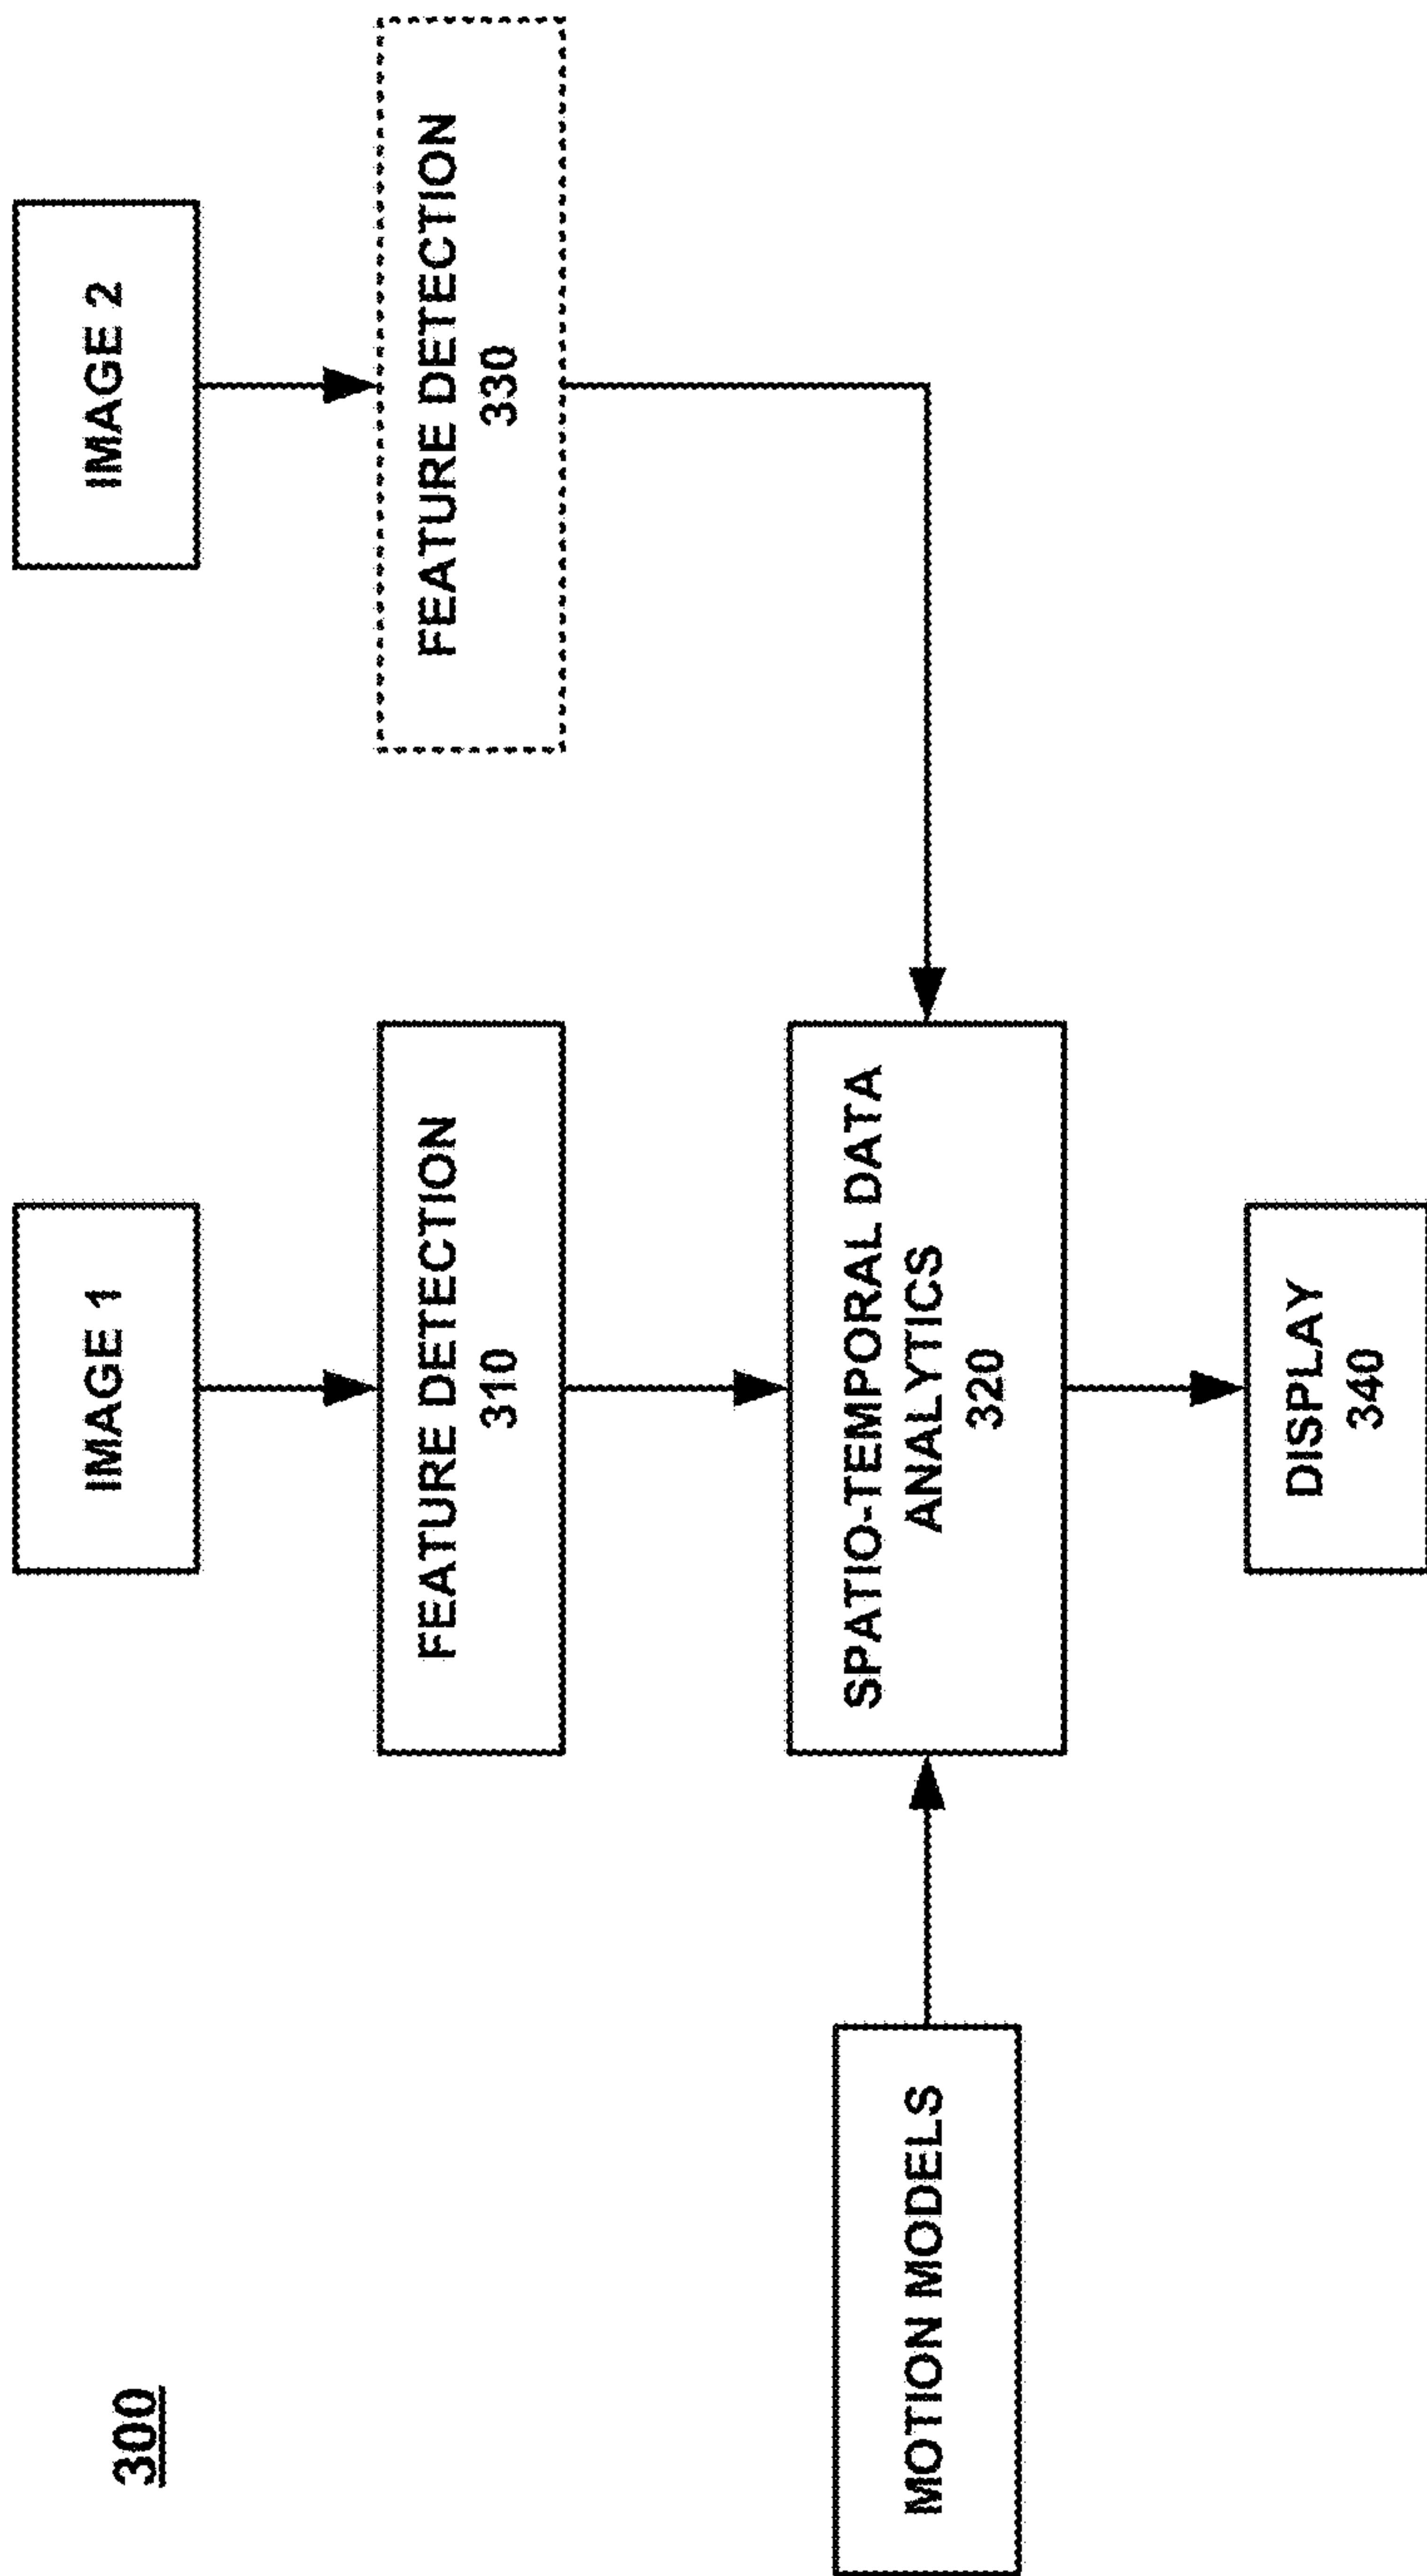 300
IMAGE 1
IMAGE 2
FEATURE DETECTION
310
FEATURE DETECTION
330
MOTION MODELS
SPATIO-TEMPORAL DATA
ANALYTICS
320
DISPLAY
340